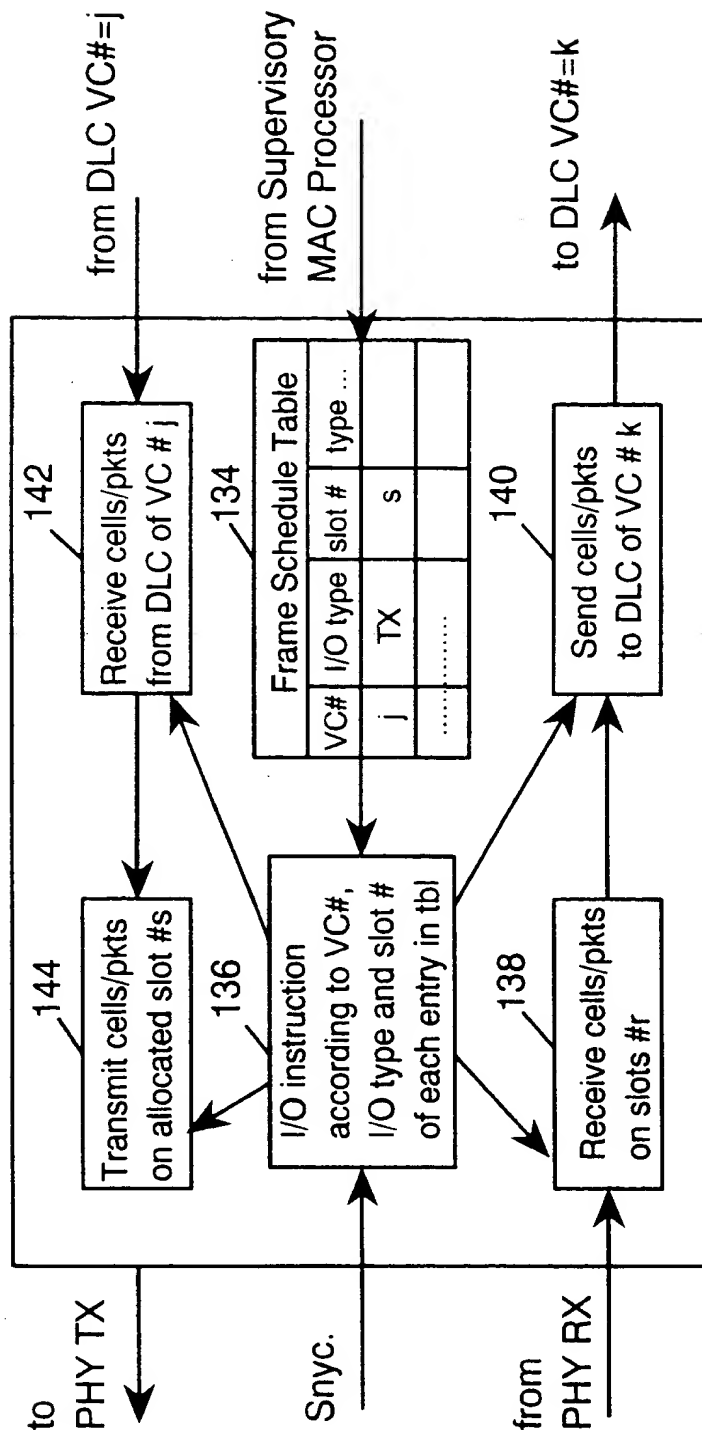 to
PHY TX
144
Transmit cells/pkts
on allocated slot #s
142
Receive cells/pkts
from DLC of VC # j
from DLC VC#=j
Snyc.
136
I/O instruction
according to VC#,
I/O type and slot #
of each entry in tbl
134
Frame Schedule Table
VC# I/O type slot # type ...
j TX s
............
from Supervisory
MAC Processor
from
PHY RX
138
Receive cells/pkts
on slots #r
140
Send cells/pkts
to DLC of VC # k
to DLC VC#=k